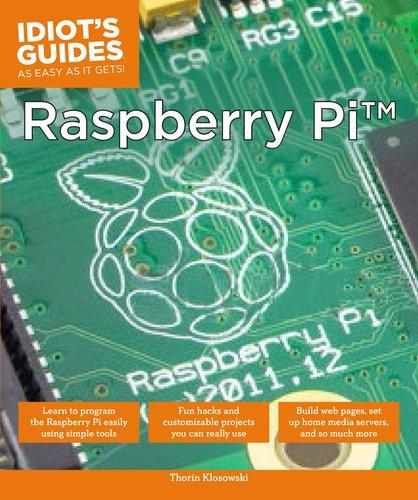 IDIOT'S
GUIDES
AS EASY AS IT GETS!
C9
RG3 C15
RG1
Raspberry Pi™
Raspberry Pi
(c)2011.12
Learn to program
the Raspberry Pi easily
using simple tools
Fun hacks and
customizable projects
you can really use
Build web pages, set
up home media servers,
and so much more
Thorin Klosowski